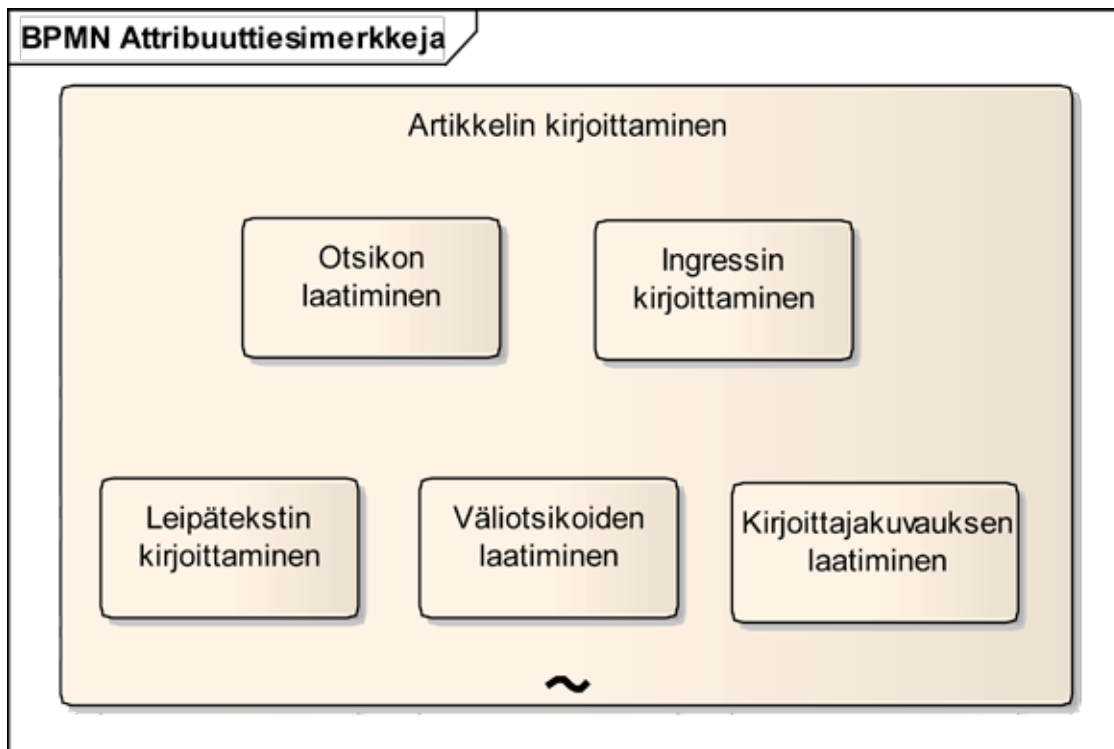 BPMN Attribuuttiesimerkkeja
Artikkelin kirjoittaminen
Otsikon
laatiminen
Ingressin
kirjoittaminen
Leipätekstin
kirjoittaminen
Väliotsikoiden
laatiminen
Kirjoittajakuvauksen
laatiminen
~